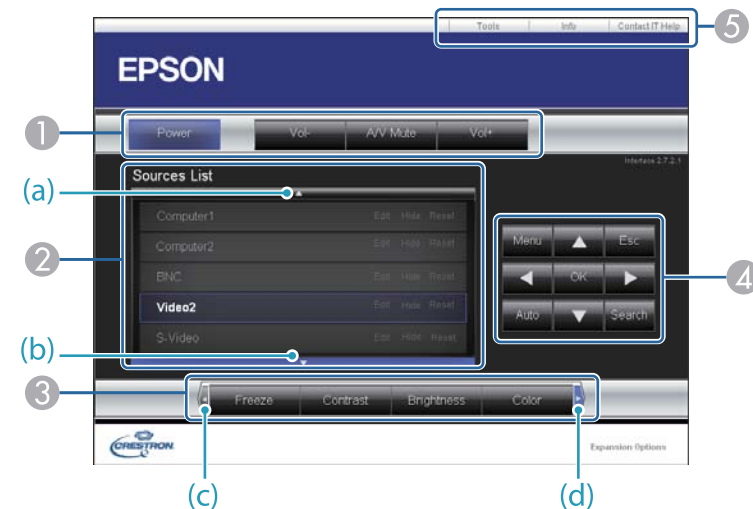 Tools Info Contact IT Help 5
EPSON
1 Power Vol- A/V Mute Vol+
Interface 2.7.2.1
Sources List
(a)
Computer1 Edit Hide Reset
Computer2 Edit Hide Reset
Menu Esc
2 BNC Edit Hide Reset OK 4
Video2 Edit Hide Reset
Auto Search
S-Video Edit Hide Reset
(b)
3 Freeze Contrast Brightness Color
CRESTRON Expansion Options
(c) (d)